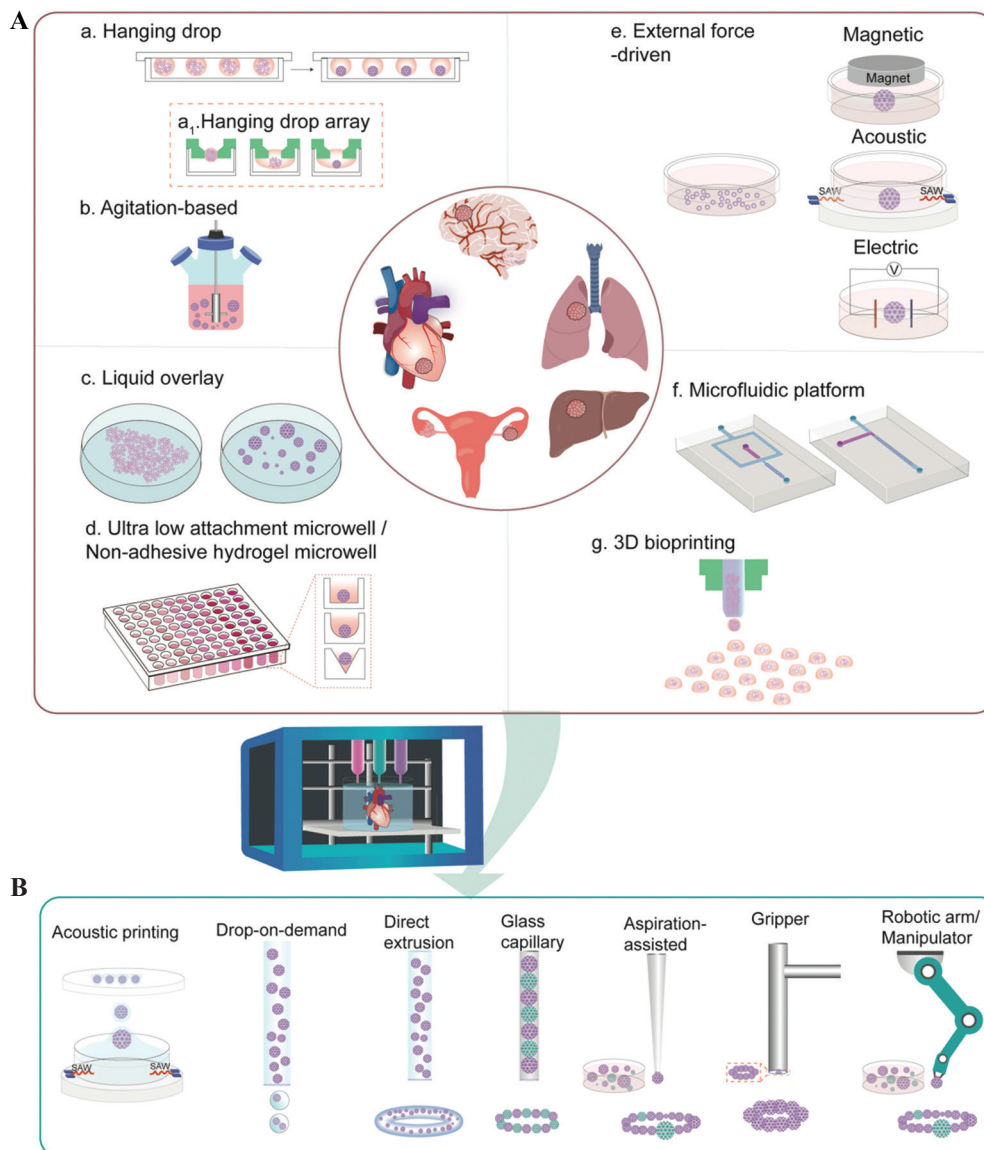 A
a. Hanging drop
a1.Hanging drop array
b. Agitation-based
c. Liquid overlay
d. Ultra low attachment microwell /
Non-adhesive hydrogel microwell
e. External force
-driven
Magnetic
Magnet
Acoustic
SAW
SAW
Electric
V
f. Microfluidic platform
g. 3D bioprinting
B
Acoustic printing
SAW
SAW
Drop-on-demand
Direct
extrusion
Glass
capillary
Aspiration-
assisted
Gripper
Robotic arm/
Manipulator